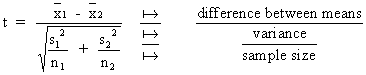 t = (x̄1 - x̄2) / √(s1²/n1 + s2²/n2)
↦ difference between means
↦ variance
↦ sample size